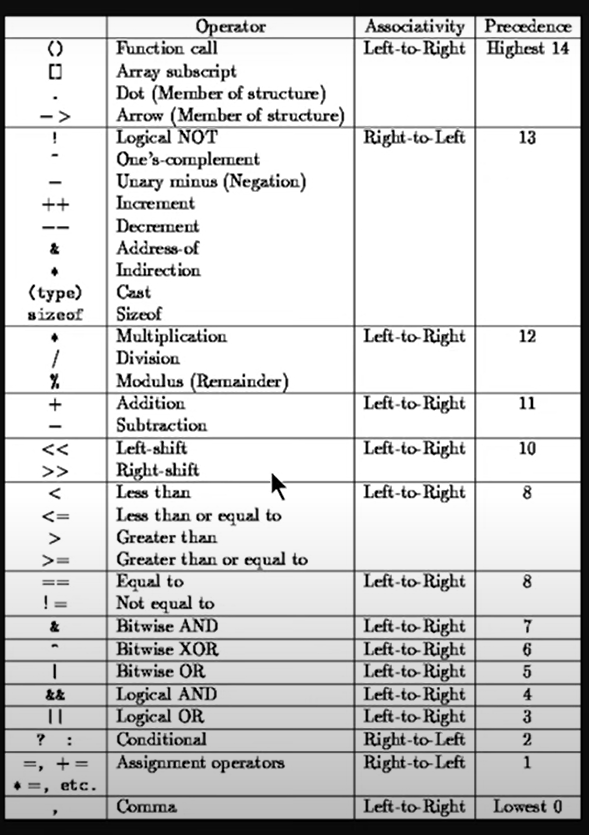 Operator Associativity Precedence
() Function call Left-to-Right Highest 14
[] Array subscript
. Dot (Member of structure)
-> Arrow (Member of structure)
! Logical NOT Right-to-Left 13
~ One's-complement
- Unary minus (Negation)
++ Increment
-- Decrement
& Address-of
* Indirection
(type) Cast
sizeof Sizeof
* Multiplication Left-to-Right 12
/ Division
% Modulus (Remainder)
+ Addition Left-to-Right 11
- Subtraction
<< Left-shift Left-to-Right 10
>> Right-shift
< Less than Left-to-Right 8
<= Less than or equal to
> Greater than
>= Greater than or equal to
== Equal to Left-to-Right 8
!= Not equal to
& Bitwise AND Left-to-Right 7
^ Bitwise XOR Left-to-Right 6
| Bitwise OR Left-to-Right 5
&& Logical AND Left-to-Right 4
|| Logical OR Left-to-Right 3
? : Conditional Right-to-Left 2
=, += Assignment operators Right-to-Left 1
*=, etc.
, Comma Left-to-Right Lowest 0